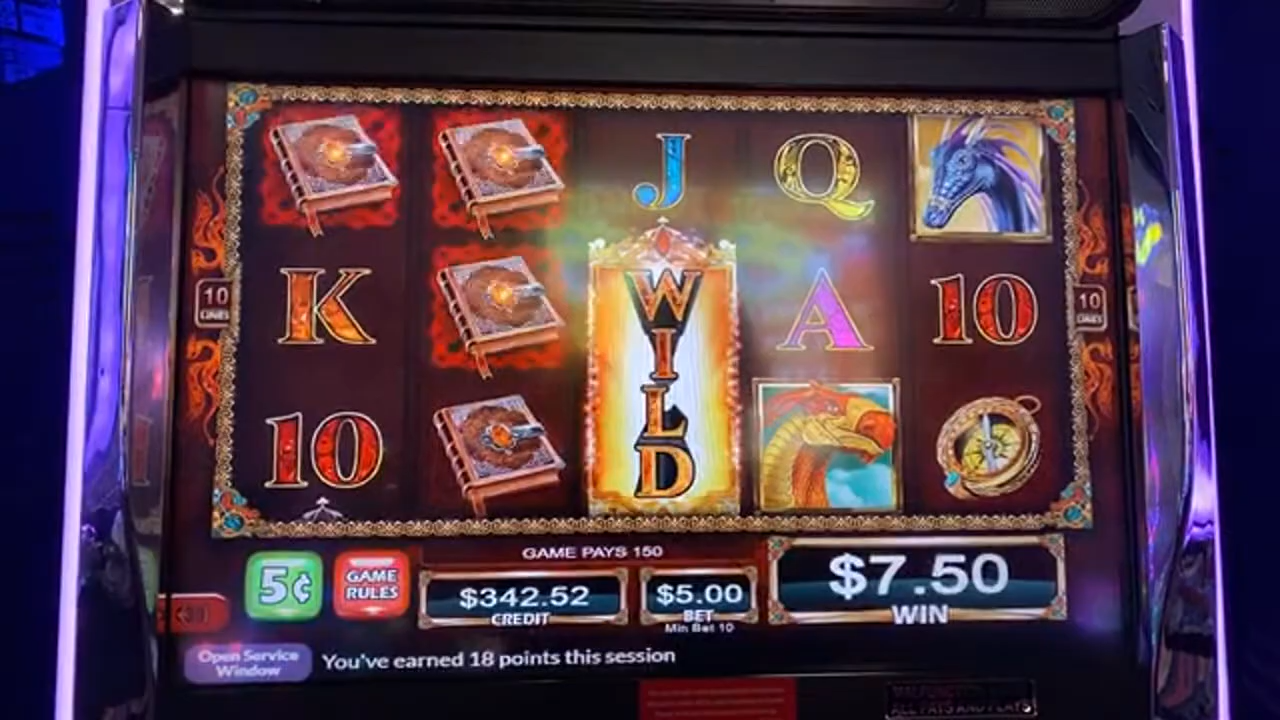 J Q
K WILD A 10
10
10 LINES
10 LINES
GAME PAYS 150
5¢
GAME RULES
$342.52
CREDIT
$5.00
BET
Min Bet 10
$7.50
WIN
Open Service
Window
You've earned 18 points this session
MALFUNCTION
ALL PAYS AND PLAYS